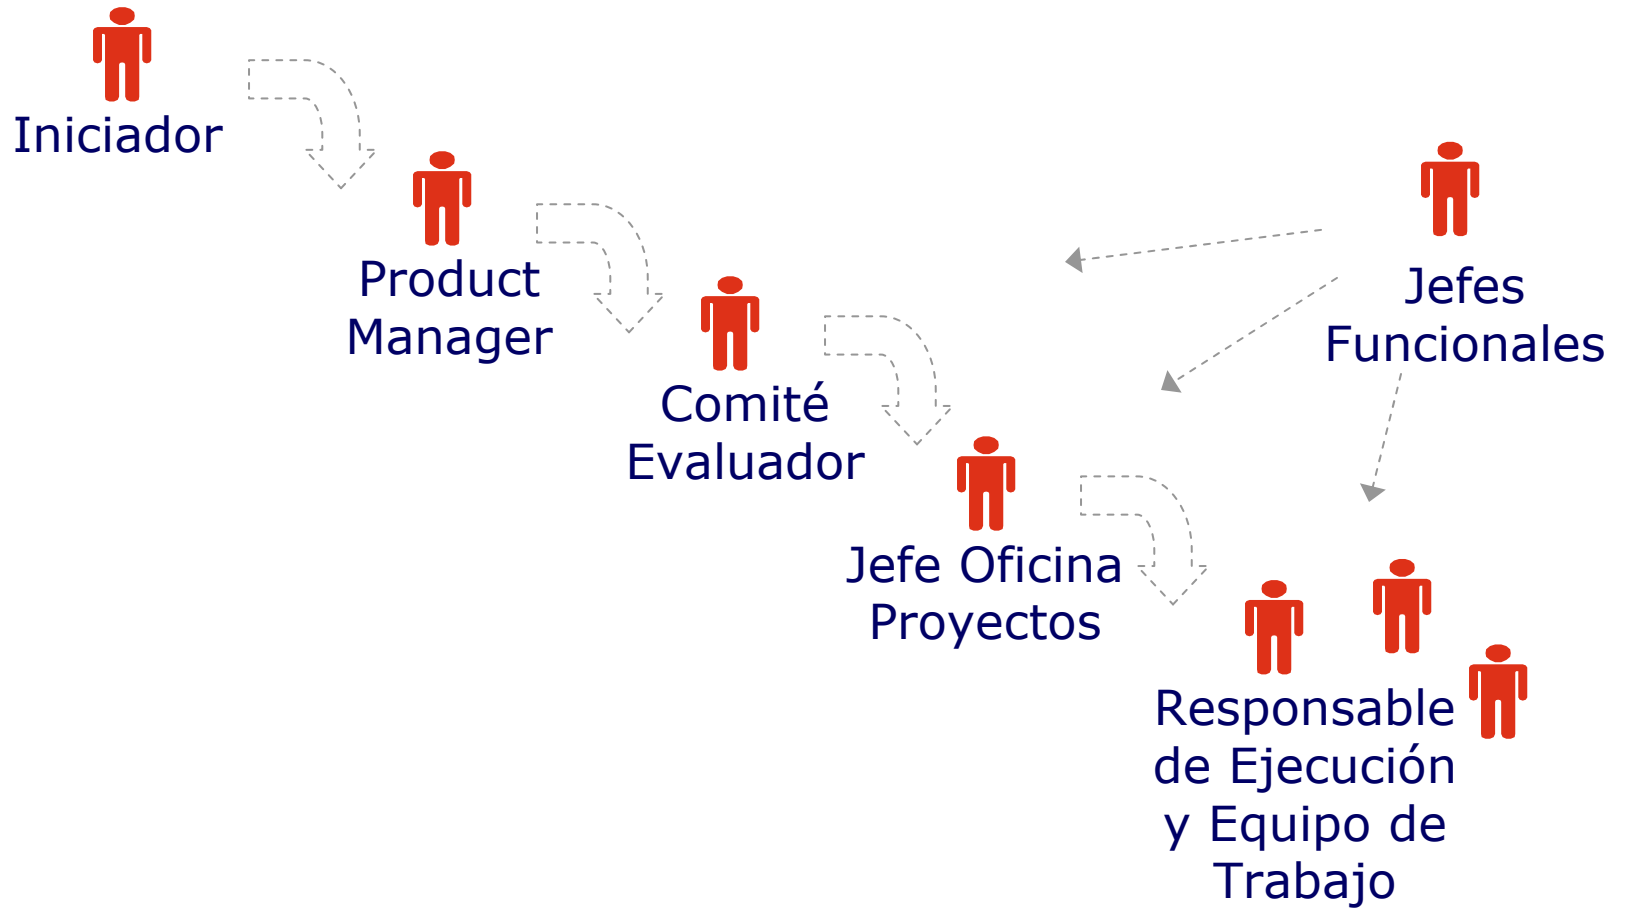 Iniciador
Product
Manager
Comité
Evaluador
Jefe Oficina
Proyectos
Jefes
Funcionales
Responsable
de Ejecución
y Equipo de
Trabajo